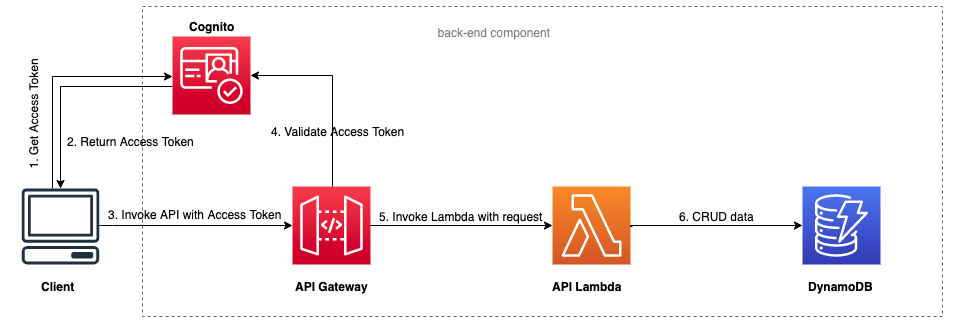 Cognito
back-end component
1. Get Access Token
2. Return Access Token
4. Validate Access Token
3. Invoke API with Access Token
5. Invoke Lambda with request
6. CRUD data
</>
Client
API Gateway
API Lambda
DynamoDB